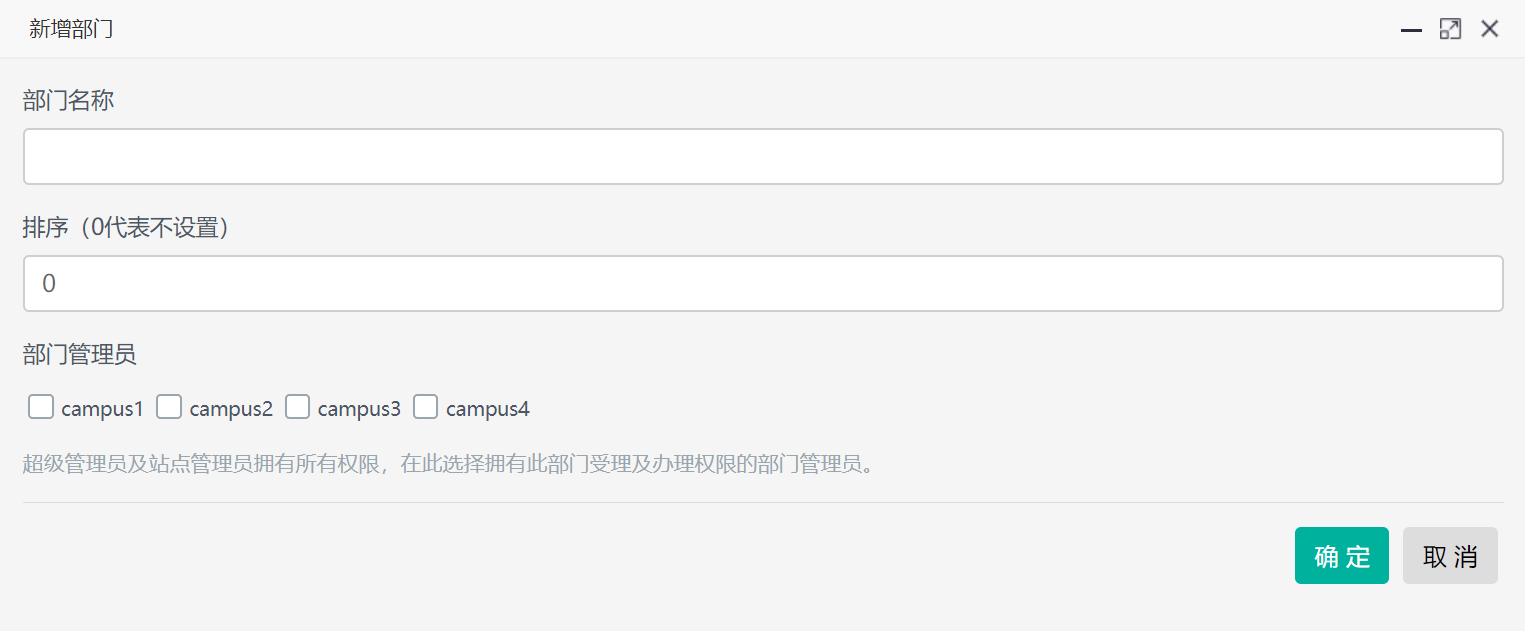 新增部门
部门名称
排序（0代表不设置）
0
部门管理员
campus1 campus2 campus3 campus4
超级管理员及站点管理员拥有所有权限，在此选择拥有此部门受理及办理权限的部门管理员。
确 定 取 消